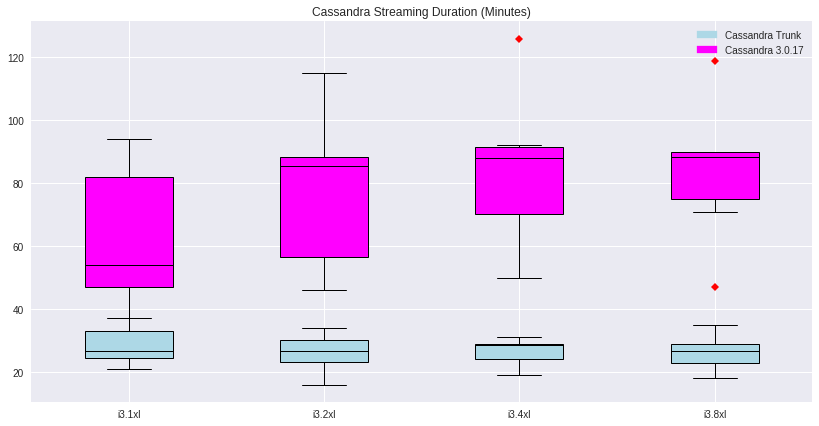 Cassandra Streaming Duration (Minutes)
Cassandra Trunk
Cassandra 3.0.17
120
100
80
60
40
20
i3.1xl
i3.2xl
i3.4xl
i3.8xl